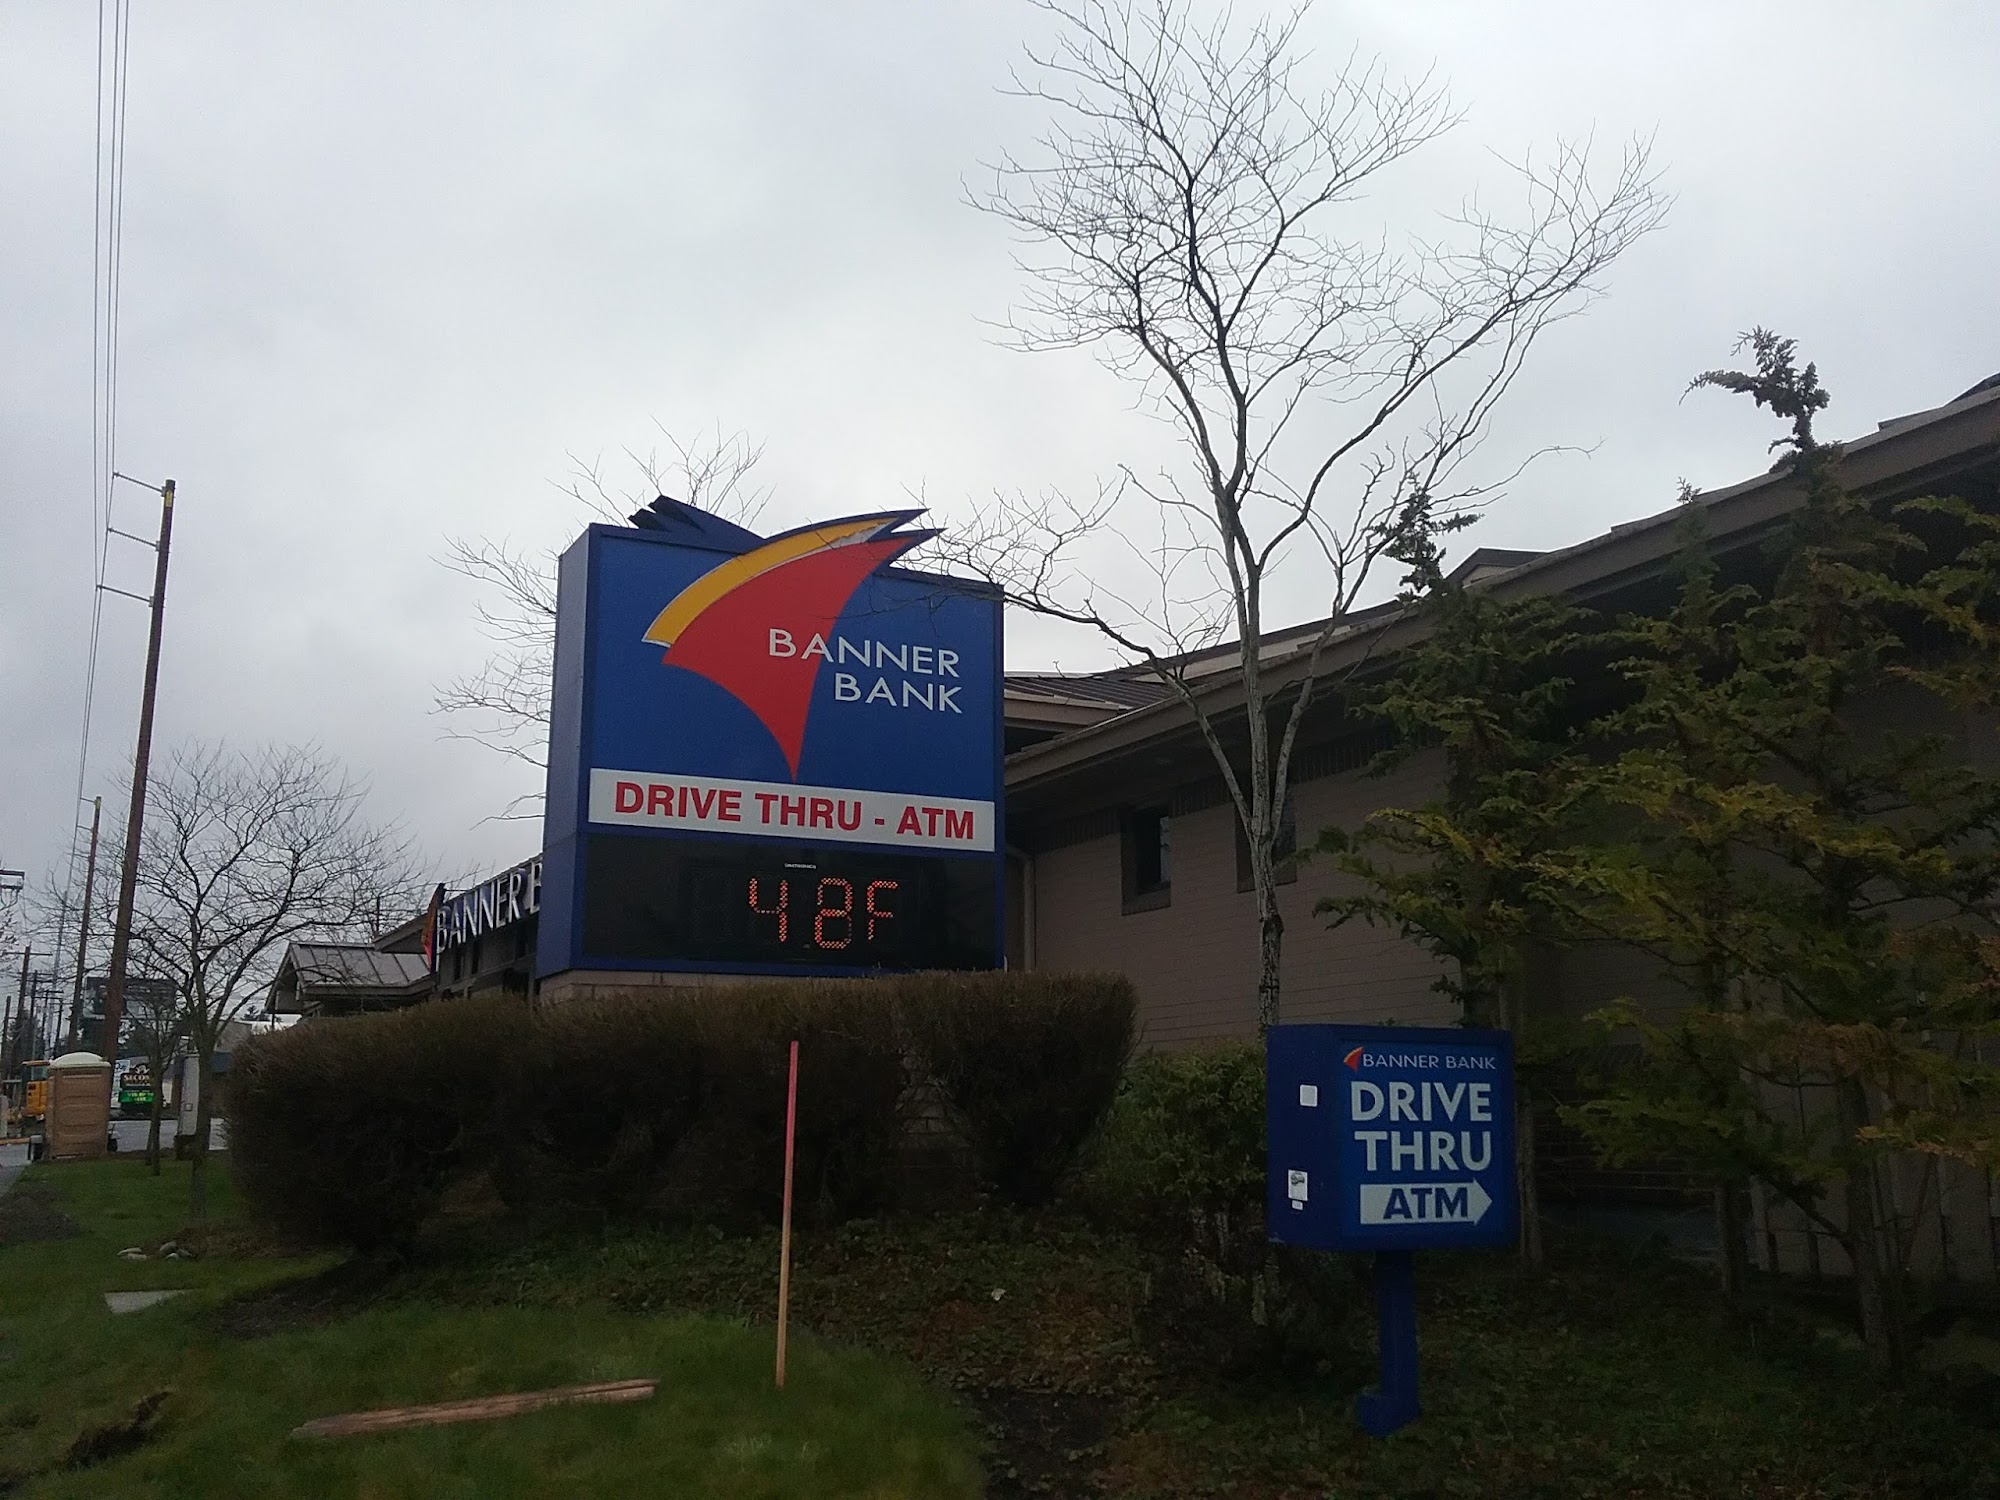 BANNER
BANK
DRIVE THRU - ATM
48F
BANNER B
BANNER BANK
DRIVE
THRU
ATM